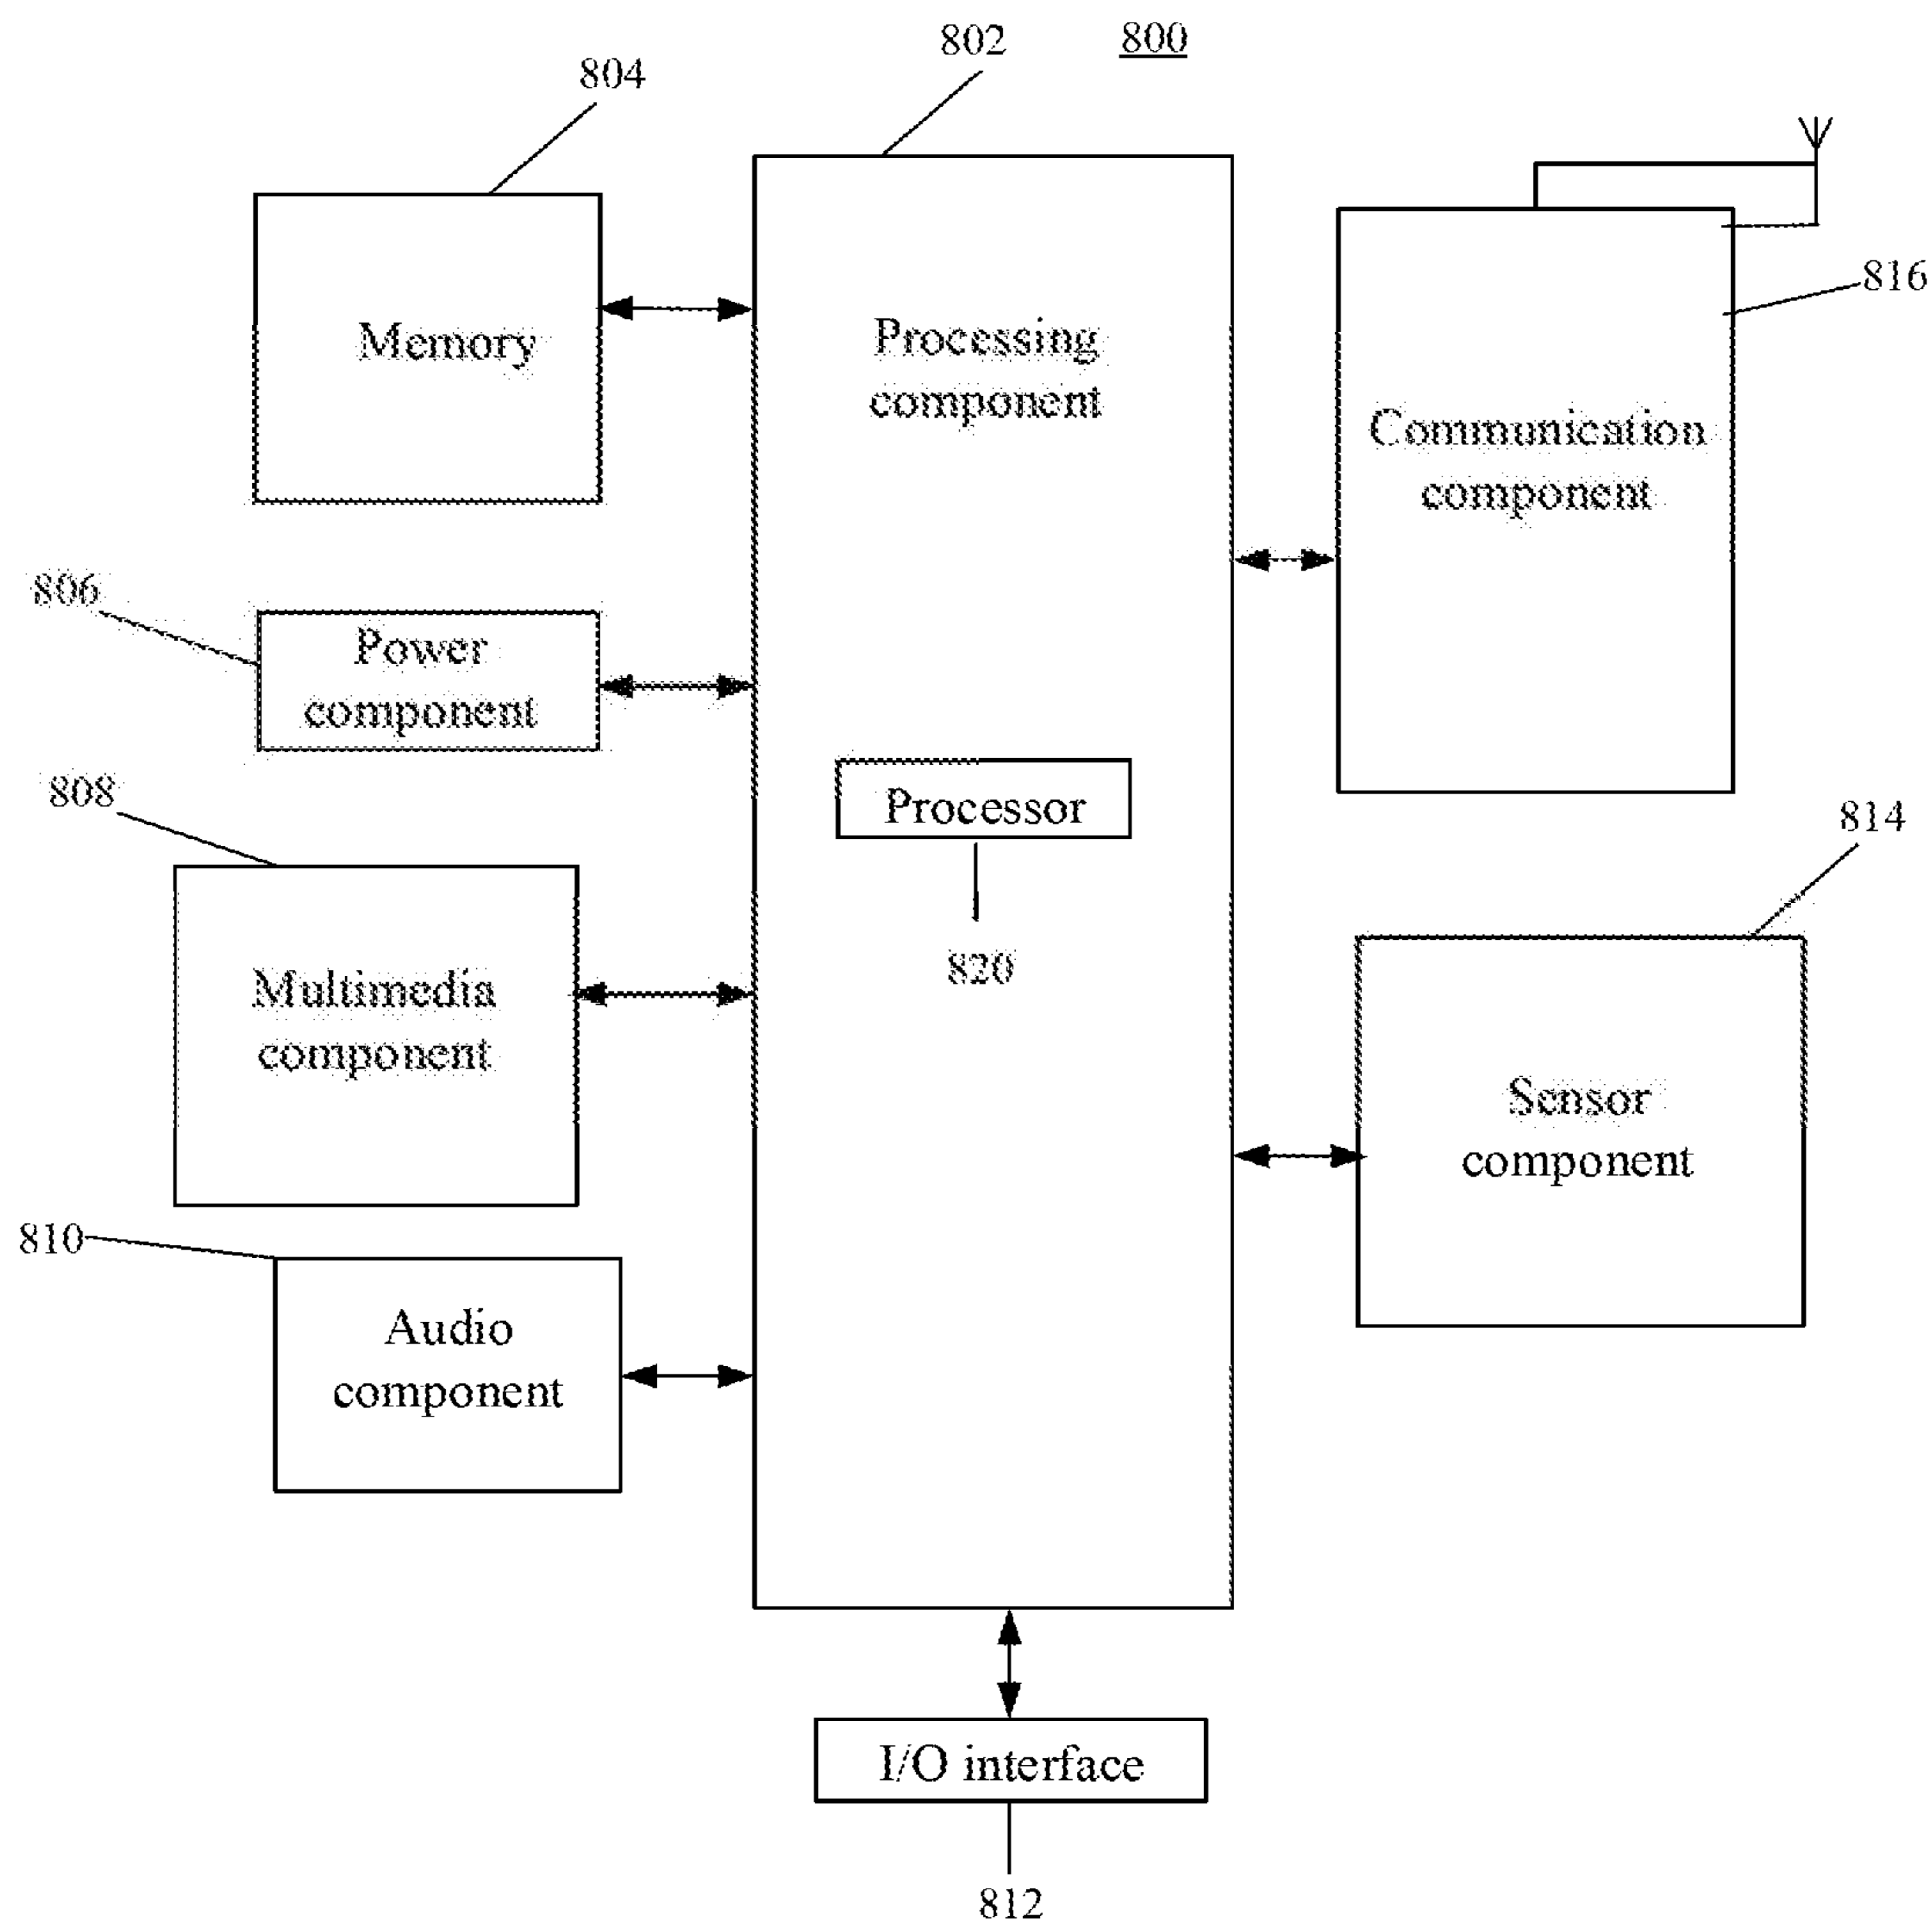 802
800
804
816
Memory
Processing
component
Communication
component
806
Power
component
808
Processor
814
820
Multimedia
component
Sensor
component
810
Audio
component
I/O interface
812